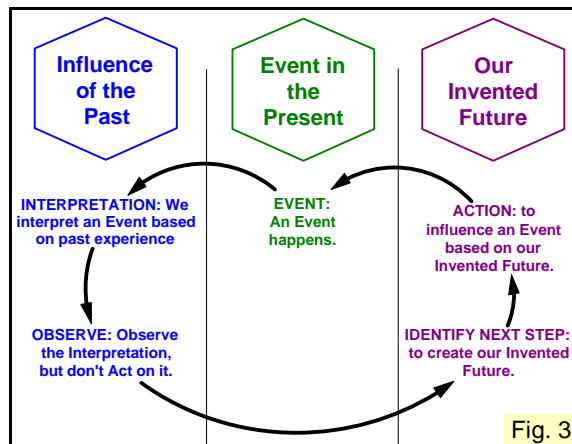 Influence
of the
Past
Event in
the
Present
Our
Invented
Future
INTERPRETATION: We
interpret an Event based
on past experience
EVENT:
An Event
happens.
ACTION: to
influence an Event
based on our
Invented Future.
OBSERVE: Observe
the Interpretation,
but don't Act on it.
IDENTIFY NEXT STEP:
to create our Invented
Future.
Fig. 3